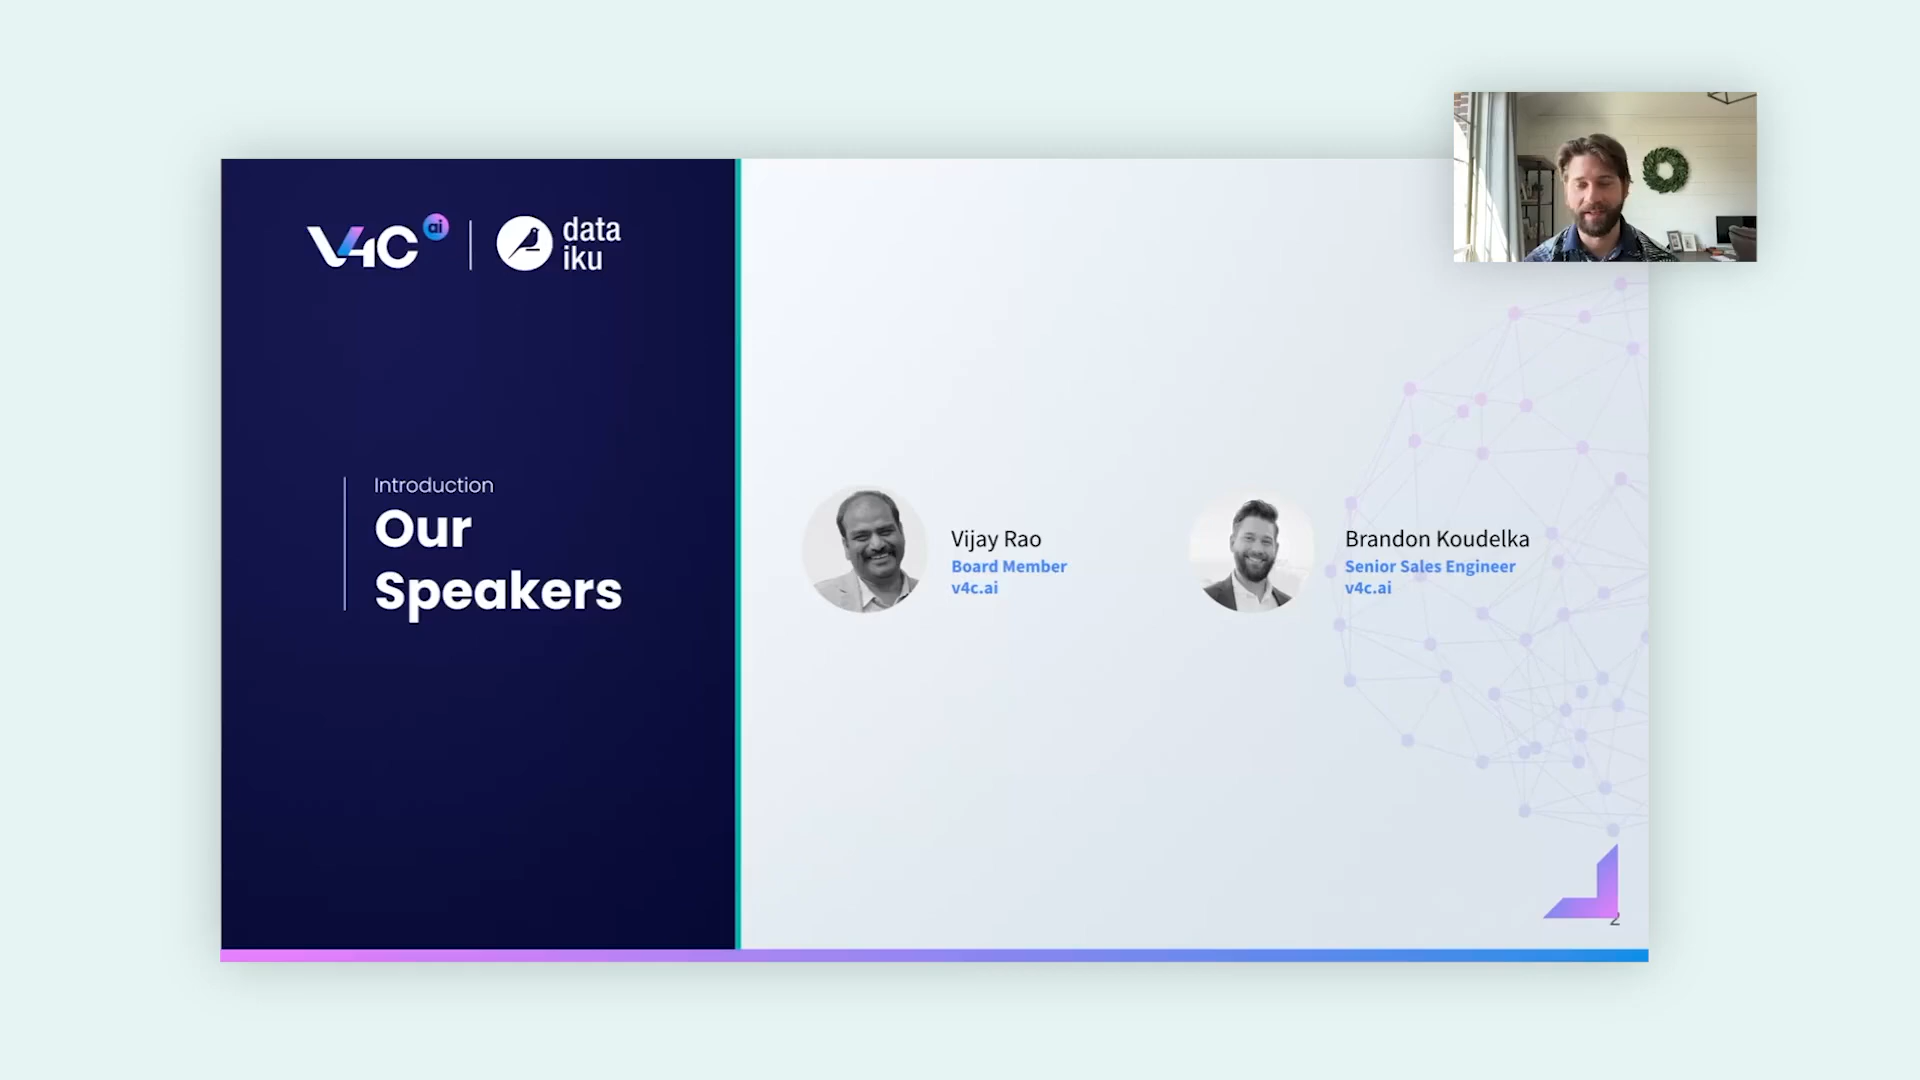 V4C ai
data
iku
Introduction
Our
Speakers
Vijay Rao
Board Member
v4c.ai
Brandon Koudelka
Senior Sales Engineer
v4c.ai
2